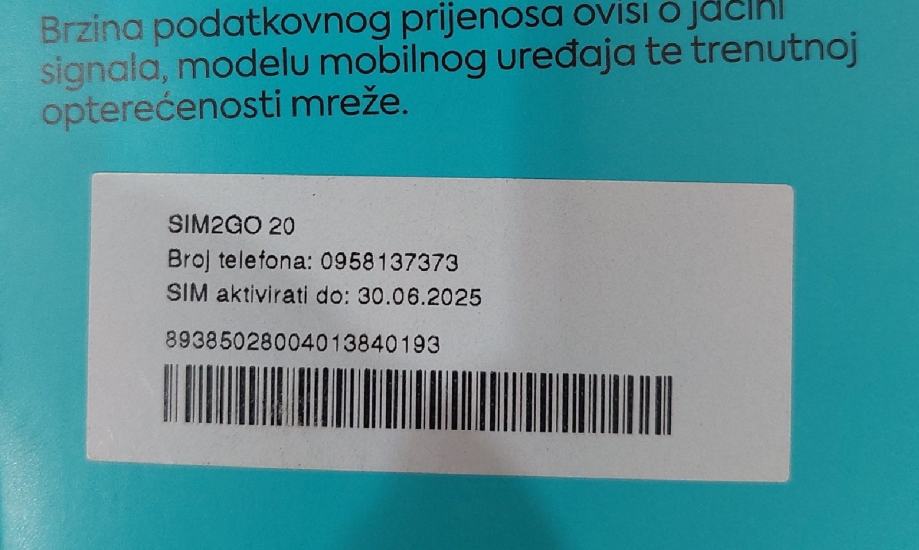 Brzina podatkovnog prijenosa ovisi o jačini
signala, modelu mobilnog uređaja te trenutnoj
opterećenosti mreže.
SIM2GO 20
Broj telefona: 0958137373
SIM aktivirati do: 30.06.2025
89385028004013840193